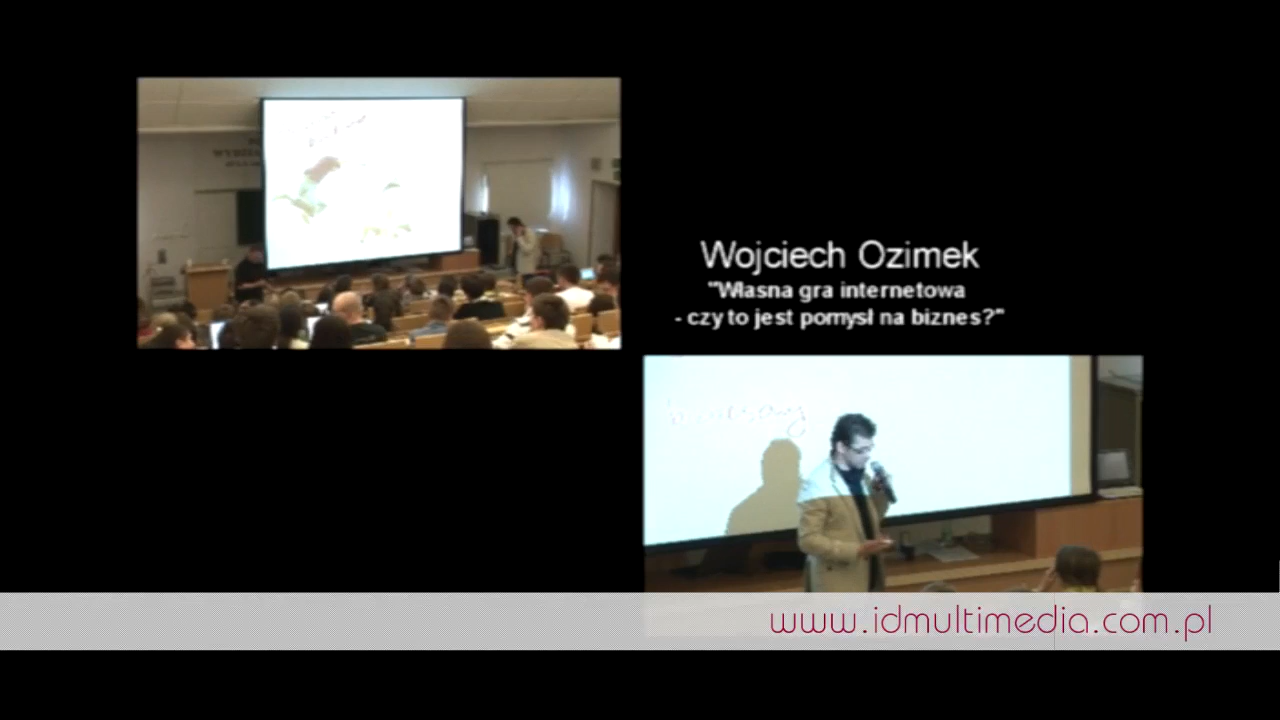 Wojciech Ozimek
"Własna gra internetowa
- czy to jest pomysł na biznes?"
www.idmultimedia.com.pl